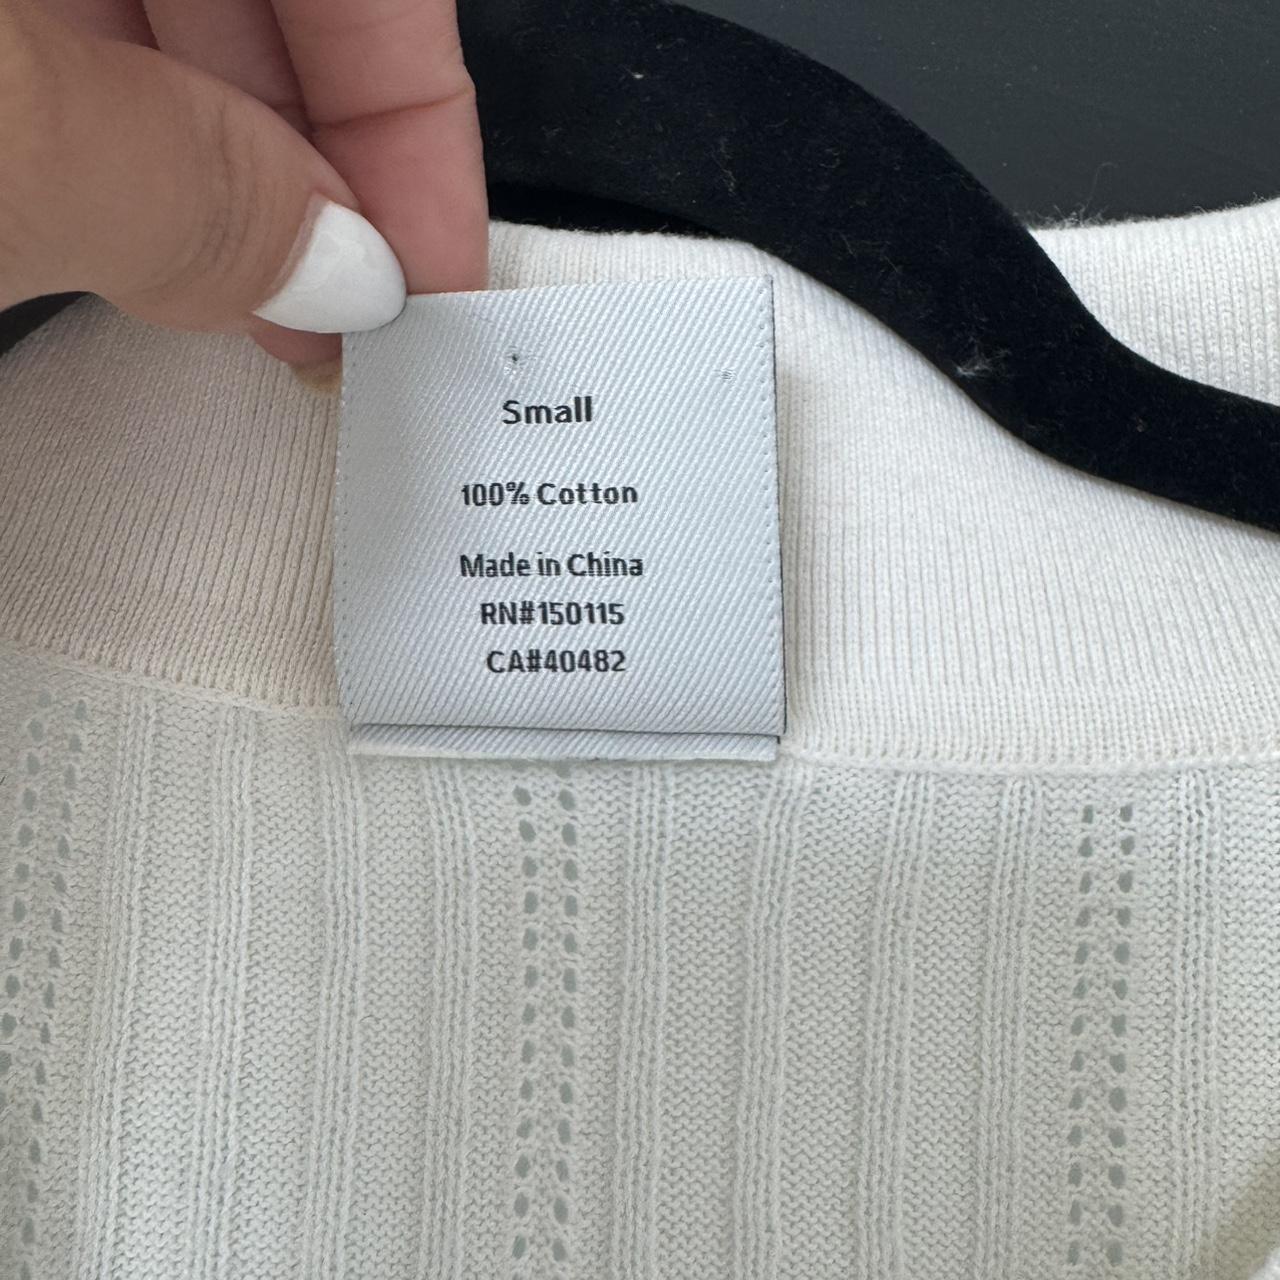 Small
100% Cotton
Made in China
RN#150115
CA#40482